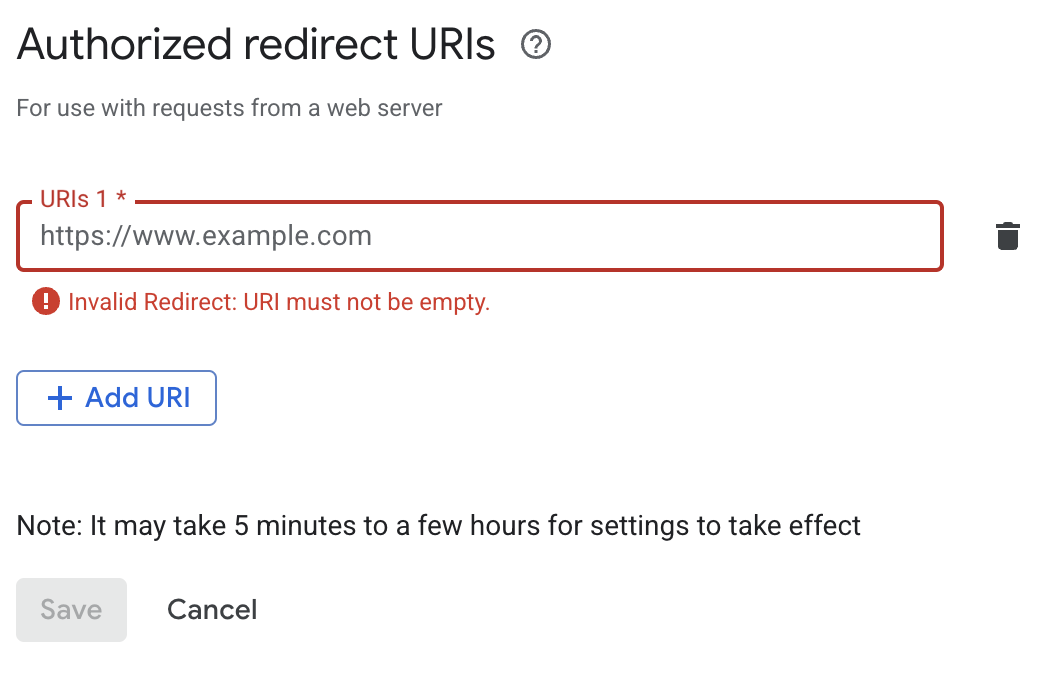 Authorized redirect URIs
For use with requests from a web server
URIs 1 *
https://www.example.com
Invalid Redirect: URI must not be empty.
Add URI
Note: It may take 5 minutes to a few hours for settings to take effect
Save Cancel